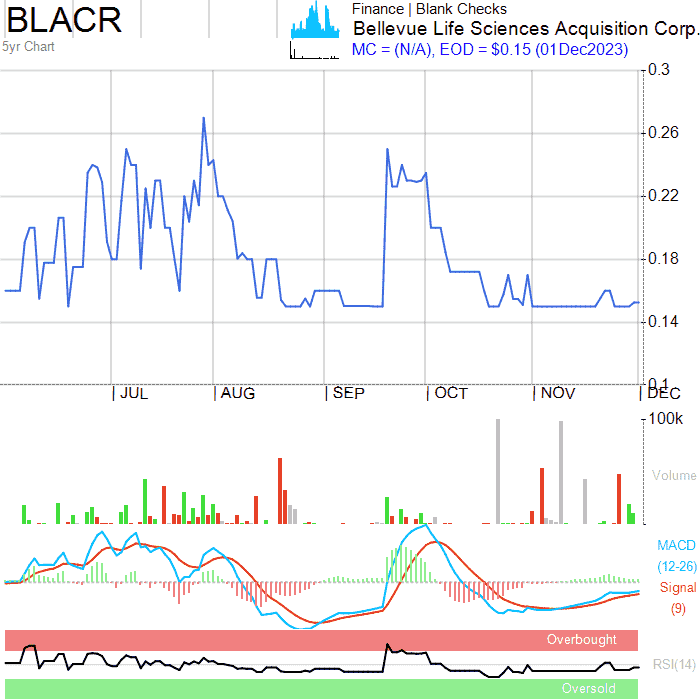 BLACR
5yr Chart
Finance | Blank Checks
Bellevue Life Sciences Acquisition Corp.
MC = (N/A), EOD = $0.15 (01Dec2023)
0.3
0.26
0.22
0.18
0.14
0.1
JUL AUG SEP OCT NOV DEC
100k
Volume
MACD
(12-26)
Signal
(9)
Overbought
RSI(14)
Oversold